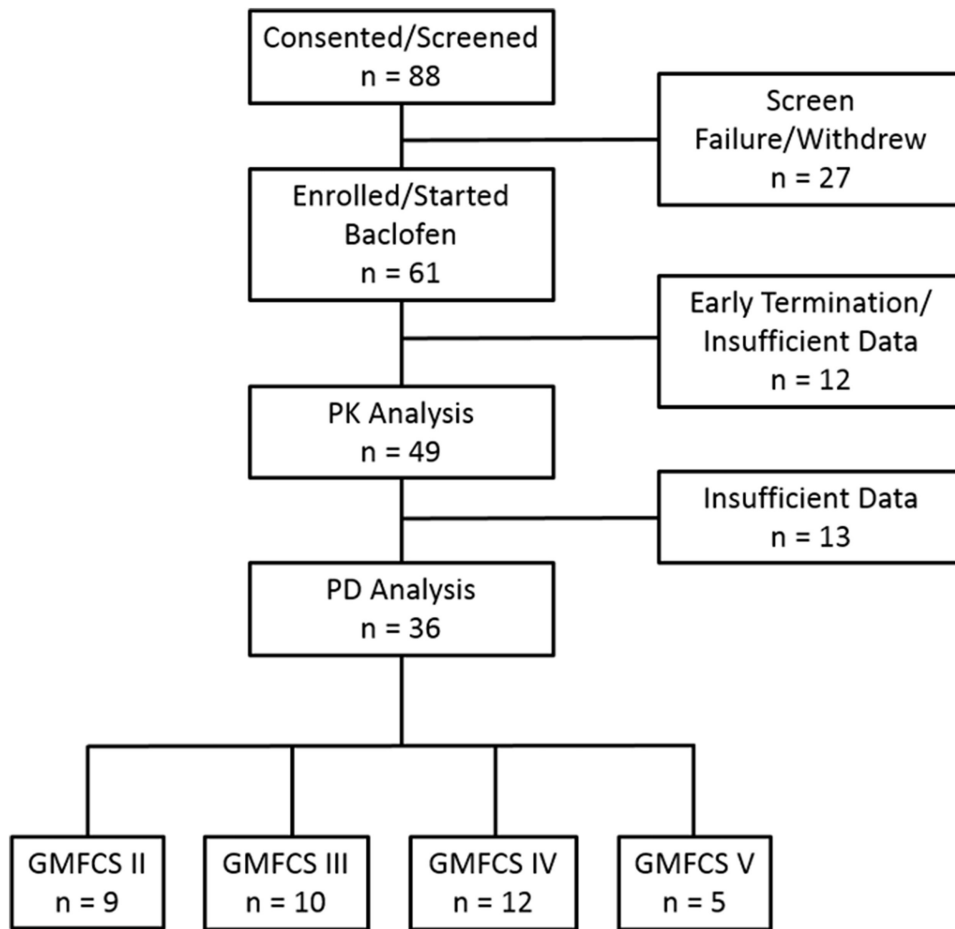 Consented/Screened
n = 88
Screen
Failure/Withdrew
n = 27
Enrolled/Started
Baclofen
n = 61
Early Termination/
Insufficient Data
n = 12
PK Analysis
n = 49
Insufficient Data
n = 13
PD Analysis
n = 36
GMFCS II
n = 9
GMFCS III
n = 10
GMFCS IV
n = 12
GMFCS V
n = 5